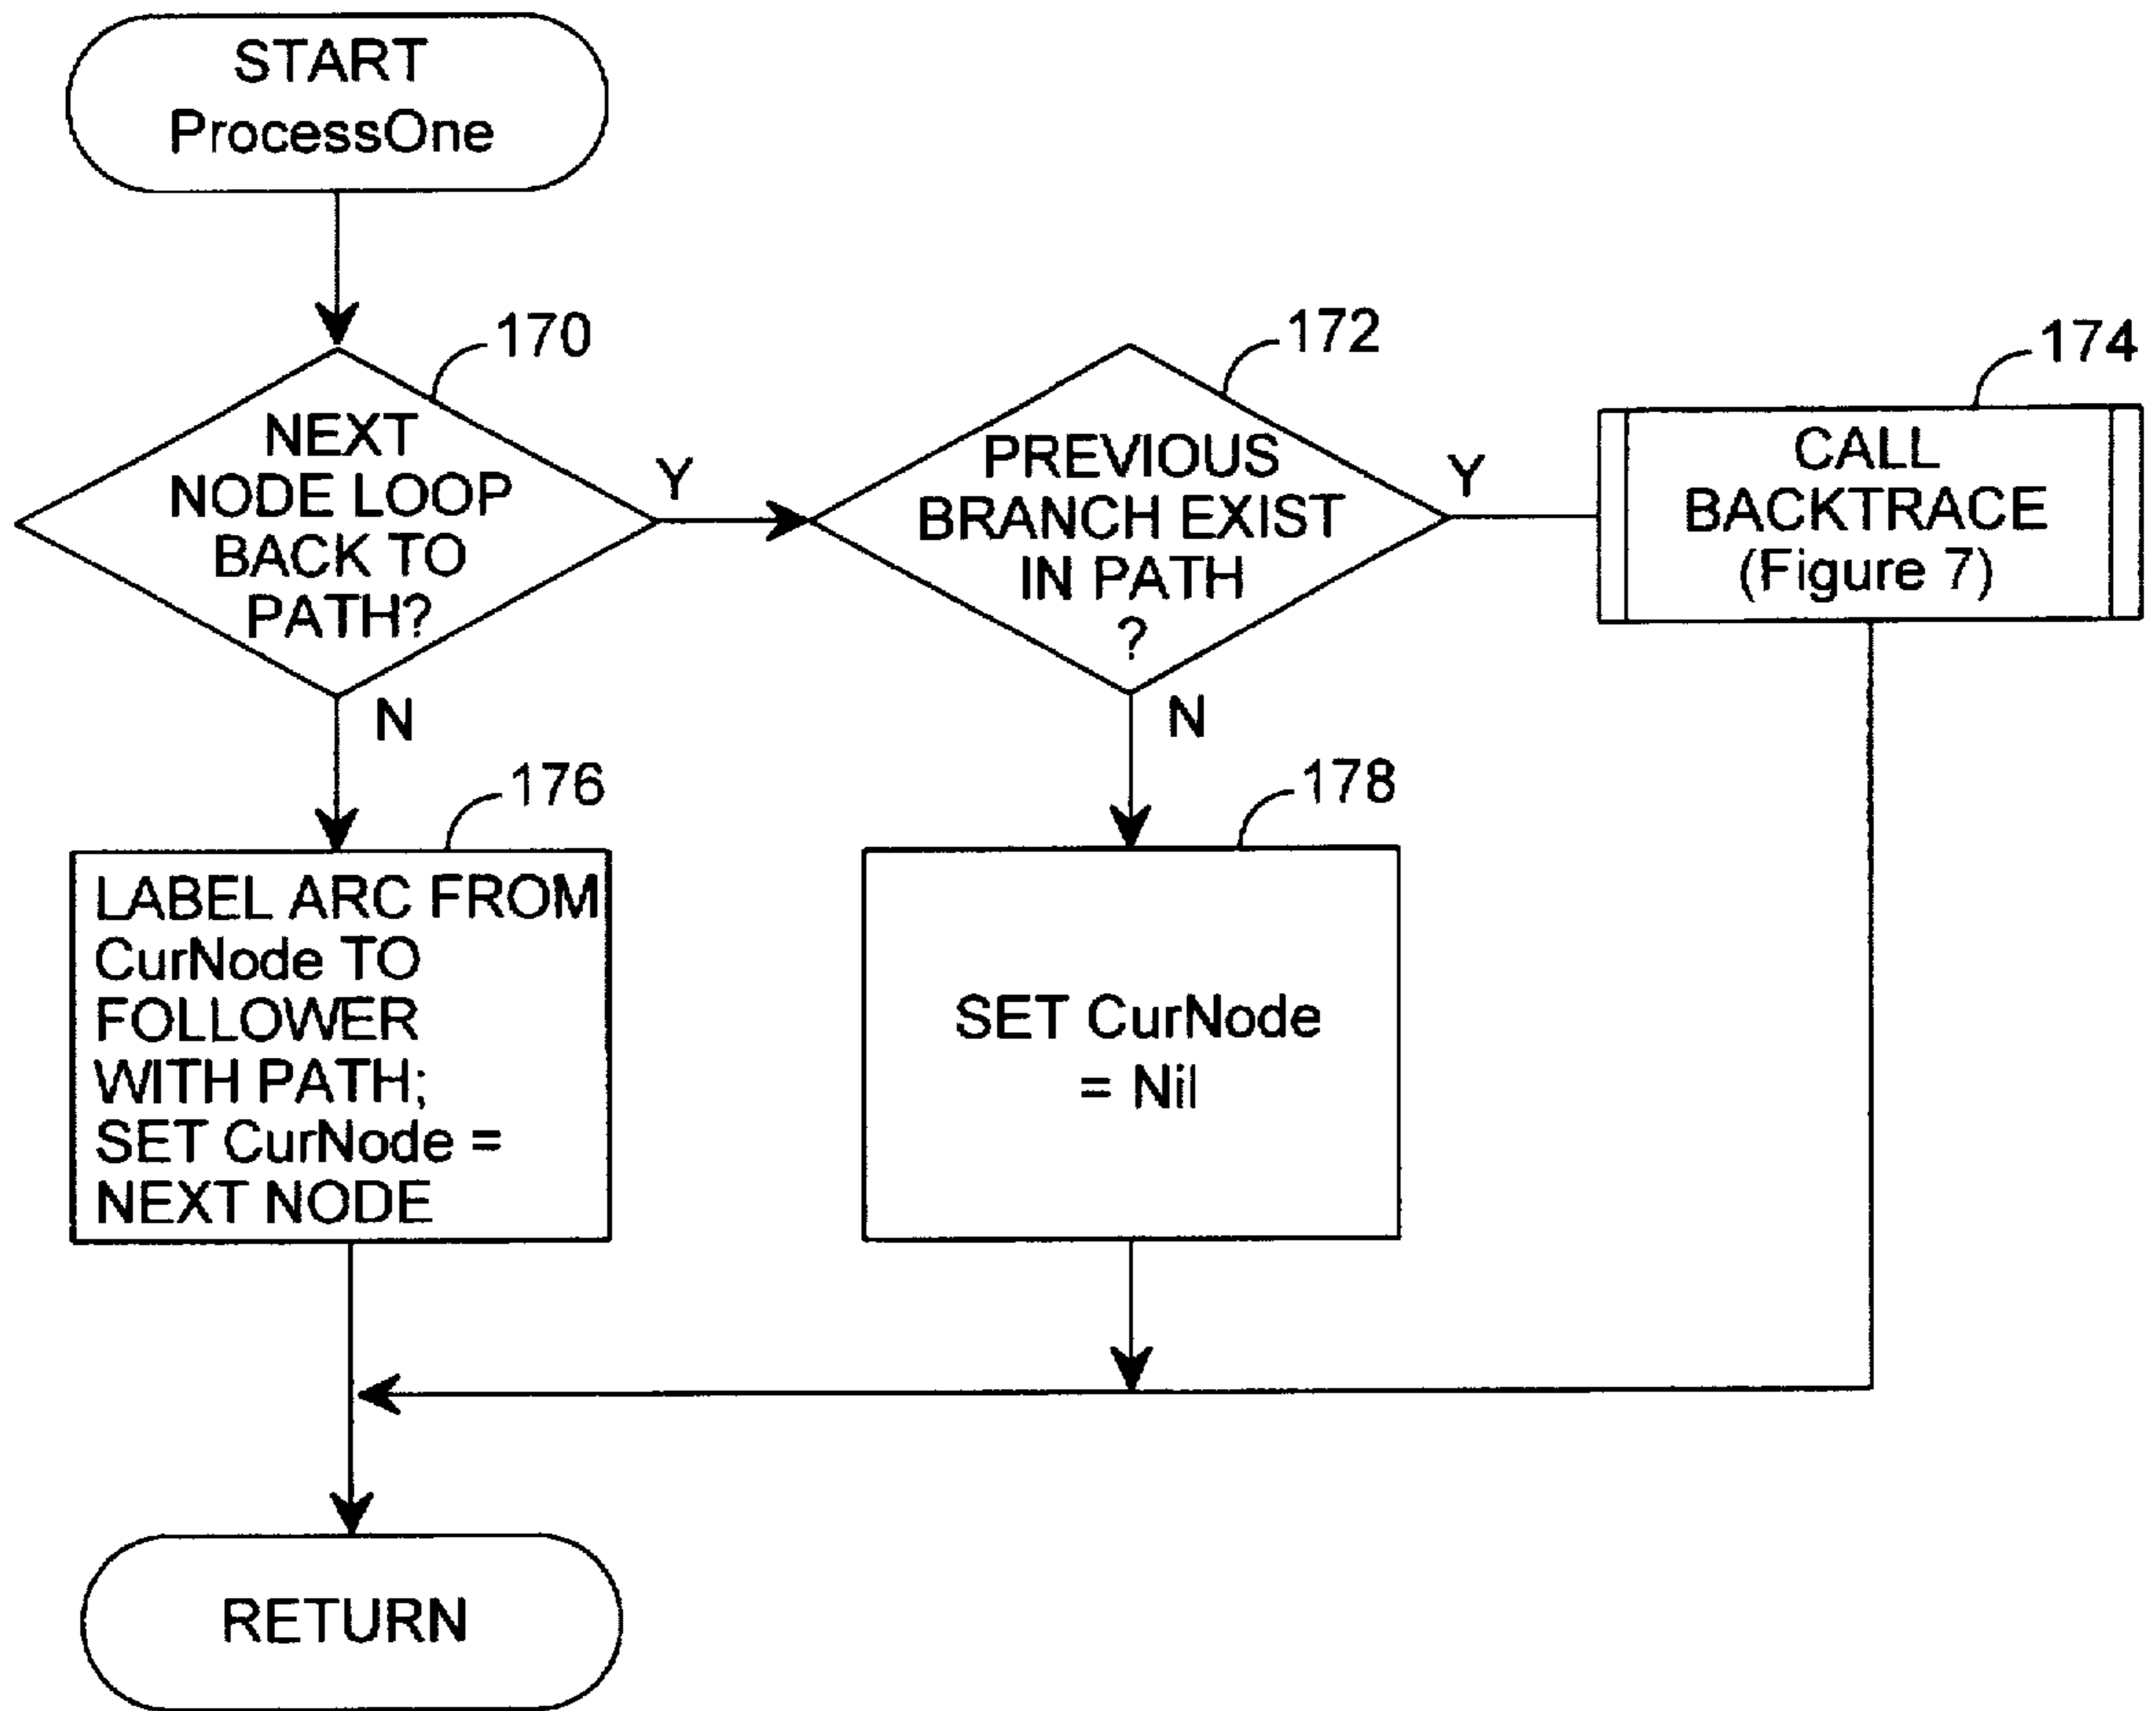 START
ProcessOne
170
NEXT
NODE LOOP
BACK TO
PATH?
Y
N
172
PREVIOUS
BRANCH EXIST
IN PATH
?
Y
N
174
CALL
BACKTRACE
(Figure 7)
176
LABEL ARC FROM
CurNode TO
FOLLOWER
WITH PATH;
SET CurNode =
NEXT NODE
178
SET CurNode
= Nil
RETURN